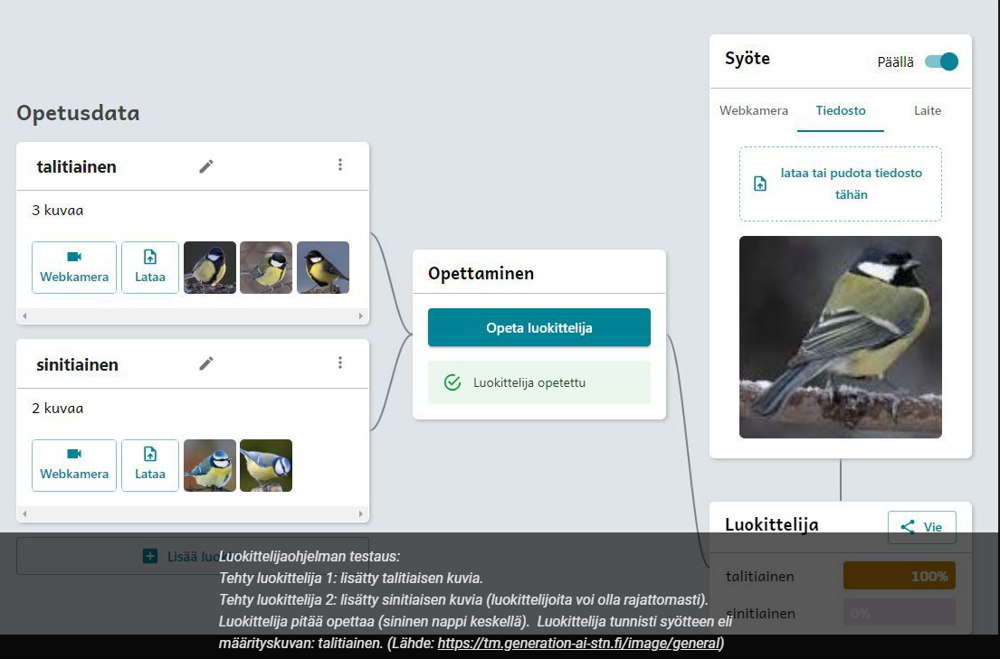 Opetusdata
talitiainen
3 kuvaa
Webkamera
Lataa
sinitiainen
2 kuvaa
Webkamera
Lataa
Lisää
Opettaminen
Opeta luokittelija
Luokittelija opetettu
Syöte
Päällä
Webkamera
Tiedosto
Laite
lataa tai pudota tiedosto
tähän
Luokittelija
Vie
talitiainen
100%
sinitiainen
0%
Luokittelijaohjelman testaus:
Tehty luokittelija 1: lisätty talitiaisen kuvia.
Tehty luokittelija 2: lisätty sinitiaisen kuvia (luokittelijoita voi olla rajattomasti).
Luokittelija pitää opettaa (sininen nappi keskellä). Luokittelija tunnisti syötteen eli
määrityskuvan: talitiainen. (Lähde: https://tm.generation-ai-stn.fi/image/general)